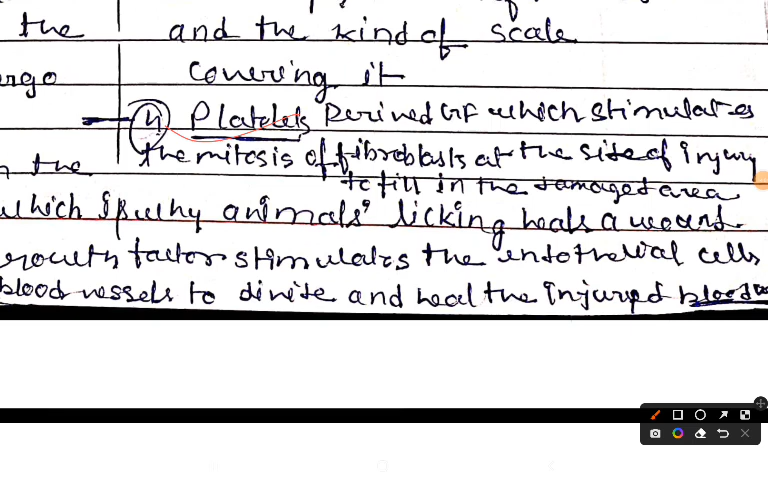 the and the kind of scale
ergo covering it
4) Platelets Derived GF which stimulates
the mitosis of fibroblasts at the site of injury
n the to fill in the damaged area
which is why animals' licking heals a wound.
growth factor stimulates the endothelial cells
blood vessels to divide and heal the injured blood